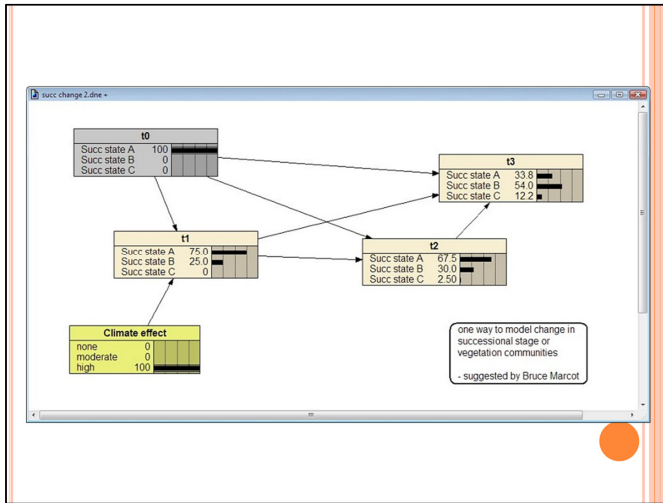 succ change 2.dne +
t0
Succ state A 100
Succ state B 0
Succ state C 0
t3
Succ state A 33.8
Succ state B 54.0
Succ state C 12.2
t1
Succ state A 75.0
Succ state B 25.0
Succ state C 0
t2
Succ state A 67.5
Succ state B 30.0
Succ state C 2.50
Climate effect
none 0
moderate 0
high 100
one way to model change in
successional stage or
vegetation communities
- suggested by Bruce Marcot